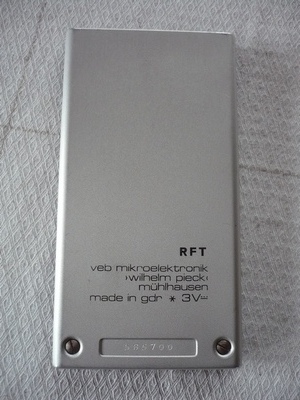 RFT
veb mikroelektronik
›wilhelm pieck‹
mühlhausen
made in gdr * 3V⎓